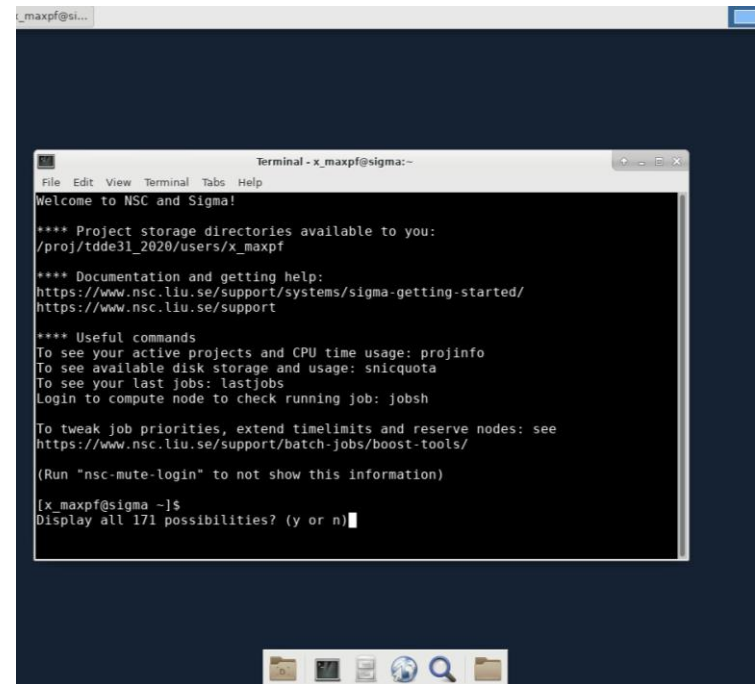 x_maxpf@si...
Terminal - x_maxpf@sigma:~
File Edit View Terminal Tabs Help
Welcome to NSC and Sigma!
**** Project storage directories available to you:
/proj/tdde31_2020/users/x_maxpf
**** Documentation and getting help:
https://www.nsc.liu.se/support/systems/sigma-getting-started/
https://www.nsc.liu.se/support
**** Useful commands
To see your active projects and CPU time usage: projinfo
To see available disk storage and usage: snicquota
To see your last jobs: lastjobs
Login to compute node to check running job: jobsh
To tweak job priorities, extend timelimits and reserve nodes: see
https://www.nsc.liu.se/support/batch-jobs/boost-tools/
(Run "nsc-mute-login" to not show this information)
[x_maxpf@sigma ~]$
Display all 171 possibilities? (y or n)